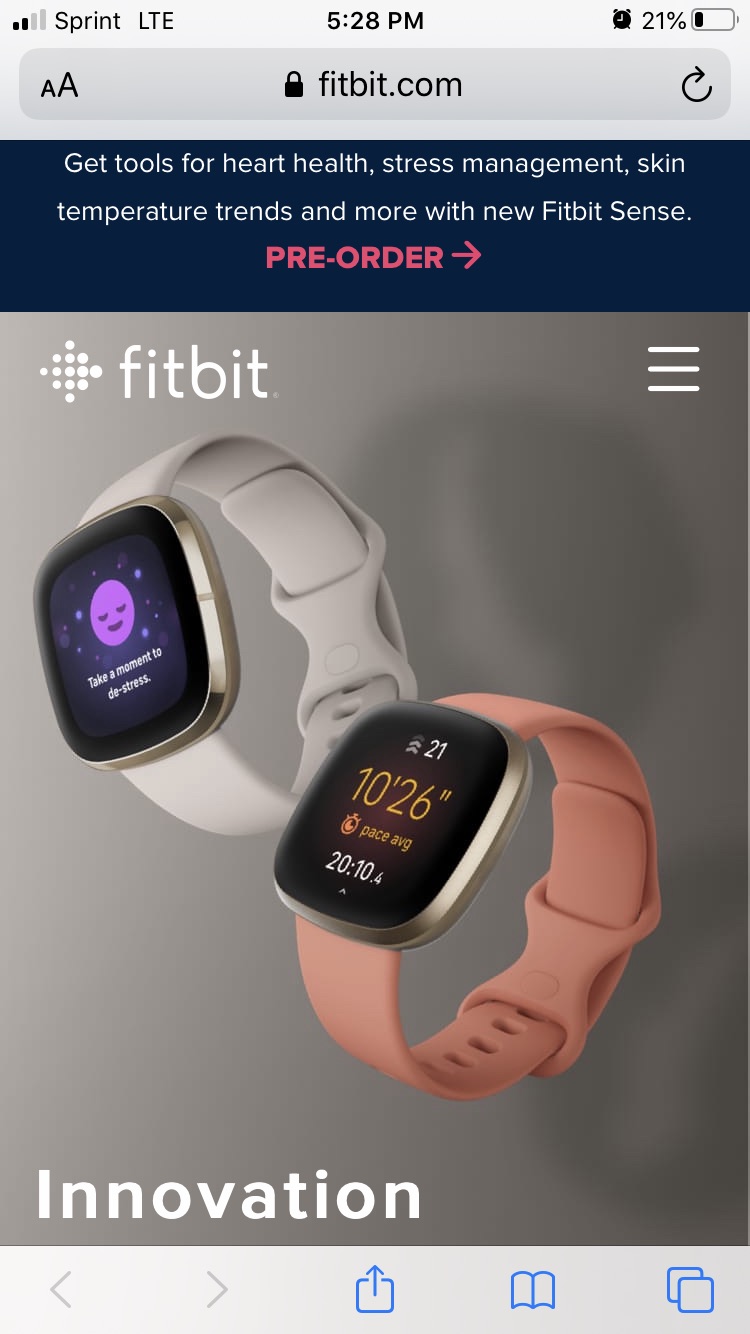 Sprint LTE 5:28 PM 21%
AA fitbit.com
Get tools for heart health, stress management, skin
temperature trends and more with new Fitbit Sense.
PRE-ORDER →
fitbit
Take a moment to
de-stress.
21
10'26"
pace avg
20:10.4
Innovation